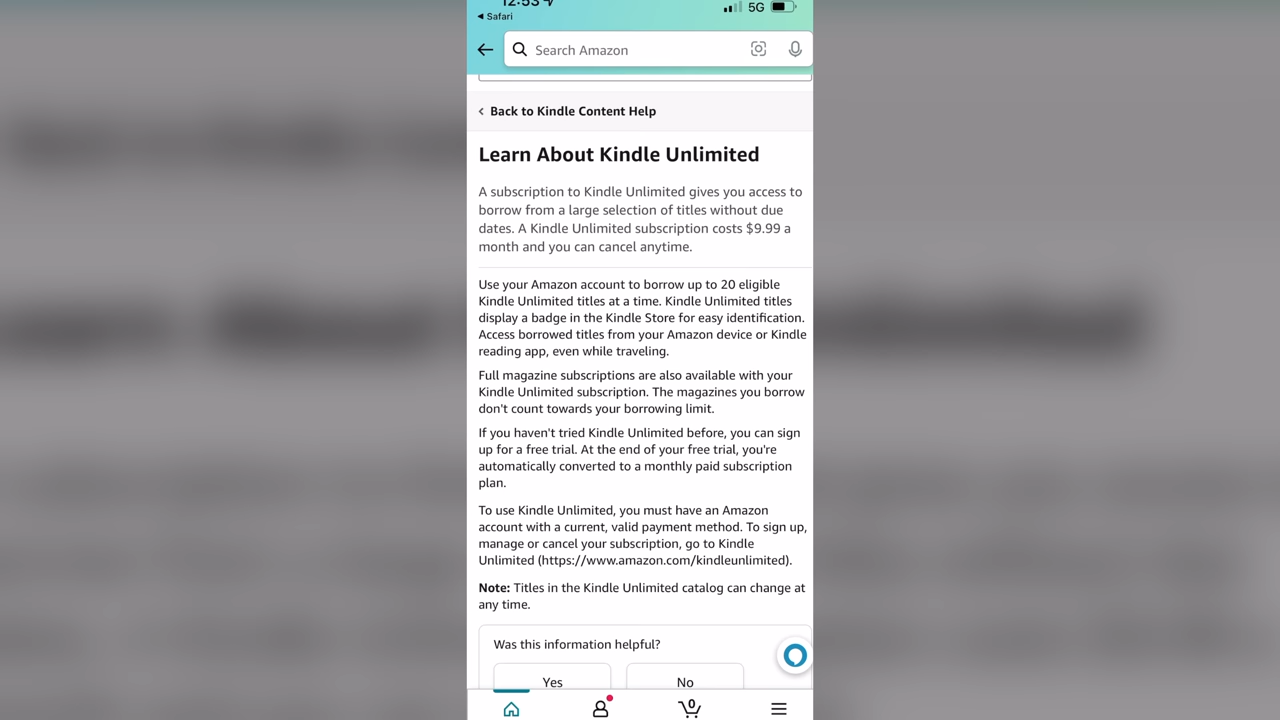 12:53
5G
Safari
Search Amazon
Back to Kindle Content Help
Learn About Kindle Unlimited
A subscription to Kindle Unlimited gives you access to
borrow from a large selection of titles without due
dates. A Kindle Unlimited subscription costs $9.99 a
month and you can cancel anytime.
Use your Amazon account to borrow up to 20 eligible
Kindle Unlimited titles at a time. Kindle Unlimited titles
display a badge in the Kindle Store for easy identification.
Access borrowed titles from your Amazon device or Kindle
reading app, even while traveling.
Full magazine subscriptions are also available with your
Kindle Unlimited subscription. The magazines you borrow
don't count towards your borrowing limit.
If you haven't tried Kindle Unlimited before, you can sign
up for a free trial. At the end of your free trial, you're
automatically converted to a monthly paid subscription
plan.
To use Kindle Unlimited, you must have an Amazon
account with a current, valid payment method. To sign up,
manage or cancel your subscription, go to Kindle
Unlimited (https://www.amazon.com/kindleunlimited).
Note: Titles in the Kindle Unlimited catalog can change at
any time.
Was this information helpful?
Yes
No
0